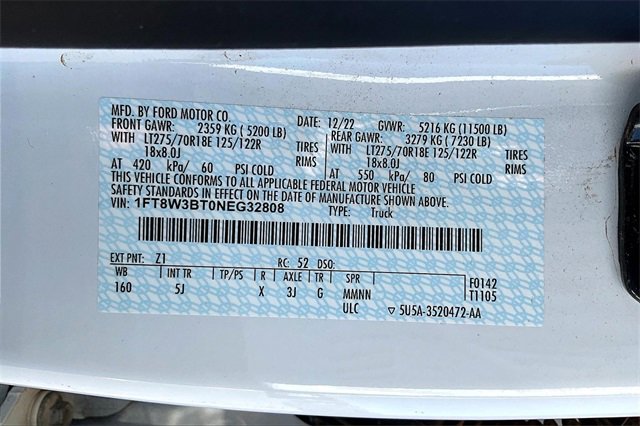 MFD. BY FORD MOTOR CO. DATE: 12/22 GVWR: 5216 KG (11500 LB)
FRONT GAWR: 2359 KG (5200 LB) REAR GAWR: 3279 KG (7230 LB)
WITH LT275/70R18E 125/122R TIRES WITH LT275/70R18E 125/122R TIRES
18x8.0J RIMS 18x8.0J RIMS
AT 420 kPa/ 60 PSI COLD AT 550 kPa/ 80 PSI COLD
THIS VEHICLE CONFORMS TO ALL APPLICABLE FEDERAL MOTOR VEHICLE
SAFETY STANDARDS IN EFFECT ON THE DATE OF MANUFACTURE SHOWN ABOVE.
VIN: 1FT8W3BT0NEG32808 TYPE: Truck
EXT PNT: Z1 RC: 52 DSO: F0142
WB INT TR TP/PS R AXLE TR SPR T1105
160 5J X 3J G MMNN
ULC 5U5A-3520472-AA